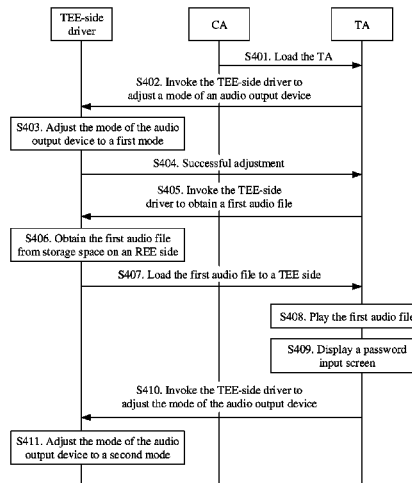 TEE-side
driver
CA
TA
S401. Load the TA
S402. Invoke the TEE-side driver to
adjust a mode of an audio output device
S403. Adjust the mode of the audio
output device to a first mode
S404. Successful adjustment
S405. Invoke the TEE-side
driver to obtain a first audio file
S406. Obtain the first audio file
from storage space on an REE side
S407. Load the first audio file to a TEE side
S408. Play the first audio file
S409. Display a password
input screen
S410. Invoke the TEE-side driver to
adjust the mode of the audio output device
S411. Adjust the mode of the audio
output device to a second mode